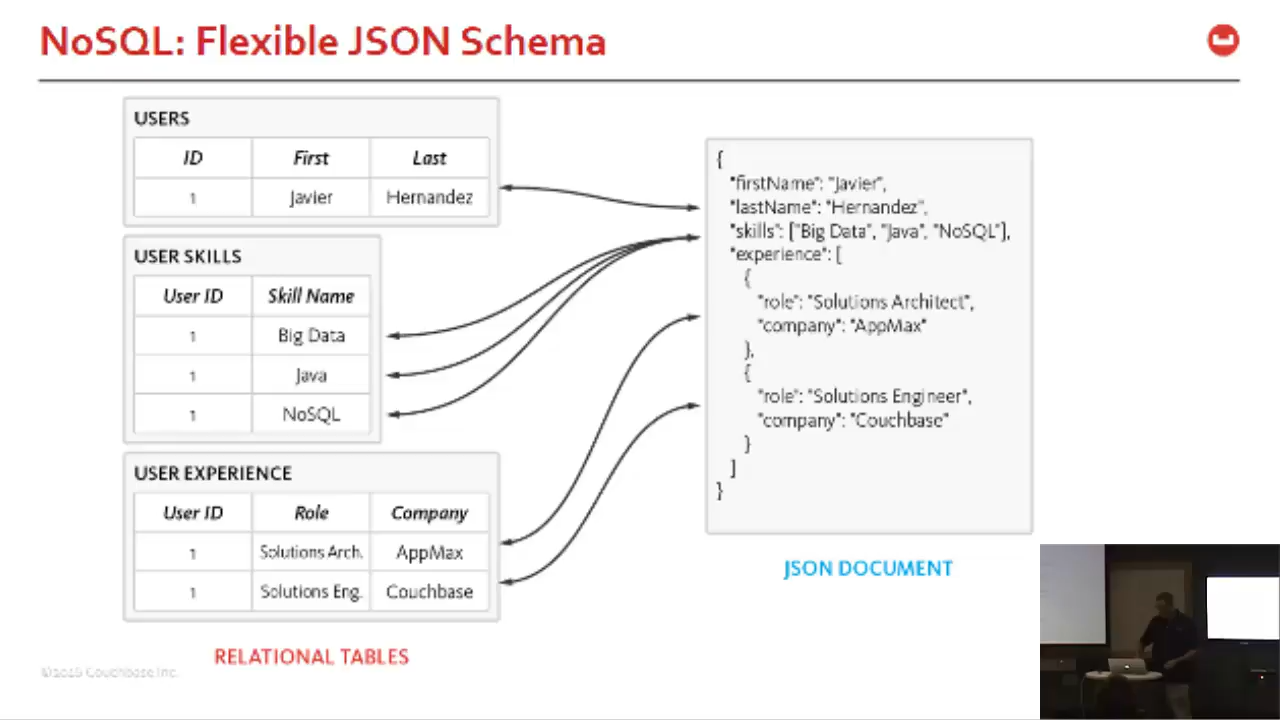 NoSQL: Flexible JSON Schema
USERS
ID First Last
1 Javier Hernandez
USER SKILLS
User ID Skill Name
1 Big Data
1 Java
1 NoSQL
USER EXPERIENCE
User ID Role Company
1 Solutions Arch. AppMax
1 Solutions Eng. Couchbase
RELATIONAL TABLES
{
"firstName": "Javier",
"lastName": "Hernandez",
"skills": ["Big Data", "Java", "NoSQL"],
"experience": [
{
"role": "Solutions Architect",
"company": "AppMax"
},
{
"role": "Solutions Engineer",
"company": "Couchbase"
}
]
}
JSON DOCUMENT
©2016 Couchbase Inc.